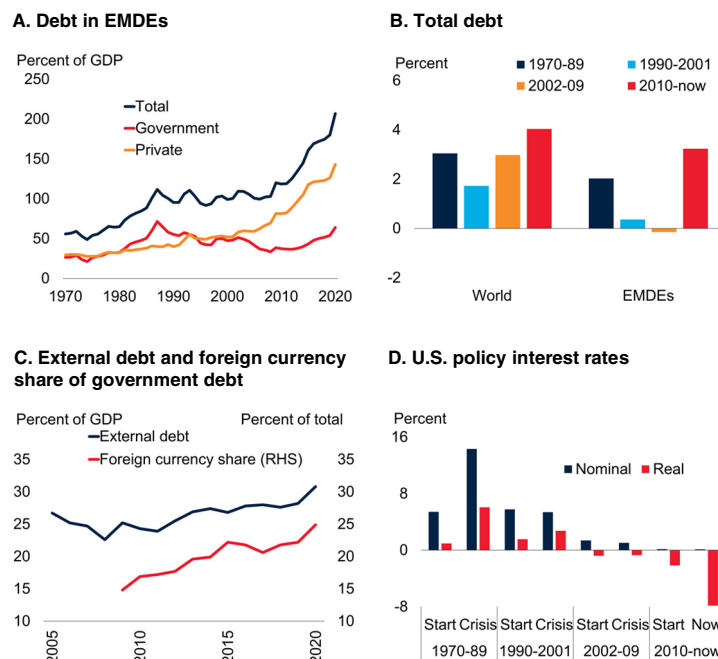 A. Debt in EMDEs
Percent of GDP
250
200
150
100
50
0
Total
Government
Private
1970 1980 1990 2000 2010 2020
B. Total debt
Percent
6
4
2
0
-2
1970-89
1990-2001
2002-09
2010-now
World
EMDEs
C. External debt and foreign currency
share of government debt
Percent of GDP
Percent of total
External debt
Foreign currency share (RHS)
35
30
25
20
15
10
35
30
25
20
15
10
2005
2010
2015
2020
D. U.S. policy interest rates
Percent
16
8
0
-8
Nominal
Real
Start Crisis Start Crisis Start Crisis Start Now
1970-89 1990-2001 2002-09 2010-now